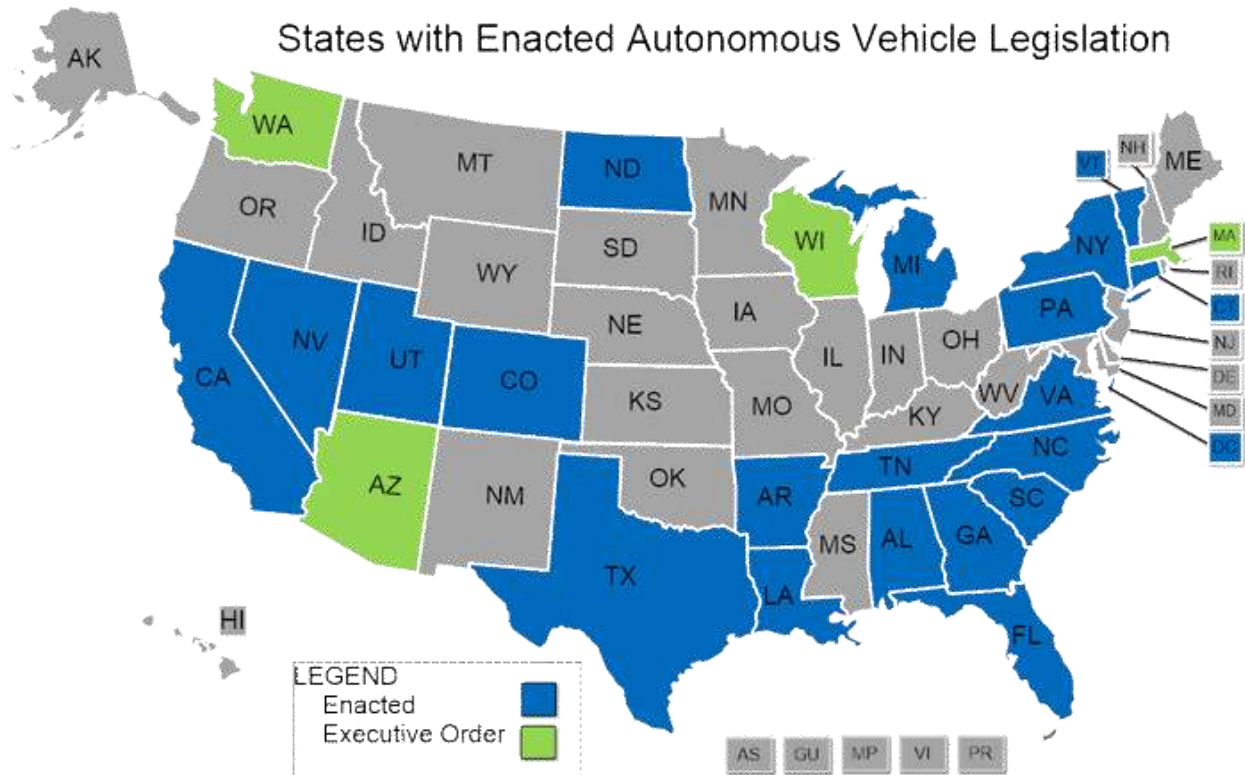 States with Enacted Autonomous Vehicle Legislation
AK
WA
MT
ND
MN
VT
NH
ME
OR
ID
WY
SD
WI
MI
NY
MA
RI
CT
NJ
DE
MD
DC
NV
UT
CO
NE
IA
IL
IN
OH
PA
CA
KS
MO
WV
KY
VA
AZ
NM
OK
AR
TN
NC
SC
MS
AL
GA
TX
LA
FL
HI
LEGEND
Enacted
Executive Order
AS GU MP VI PR